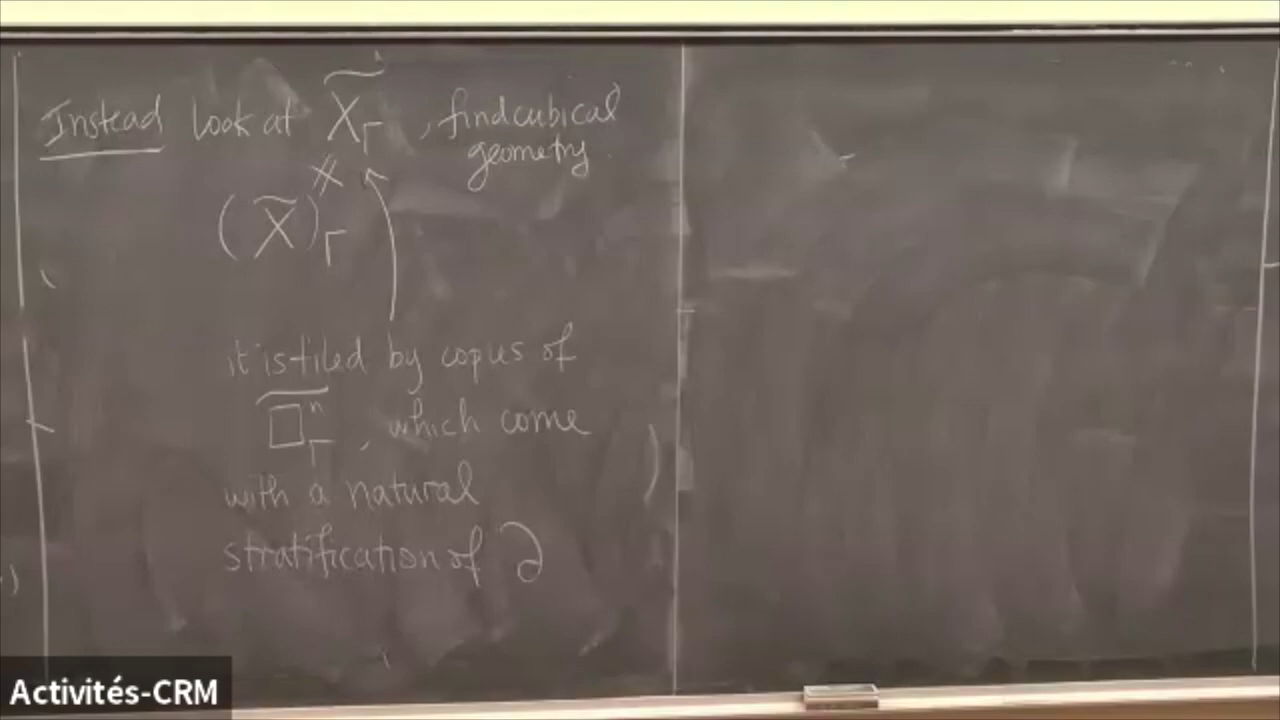 Instead look at X̃_Γ , find cubical
geometry.
≠
(X̃)_Γ
it is tiled by copies of
□̃ⁿ_Γ , which come
with a natural
stratification of ∂
Activités-CRM